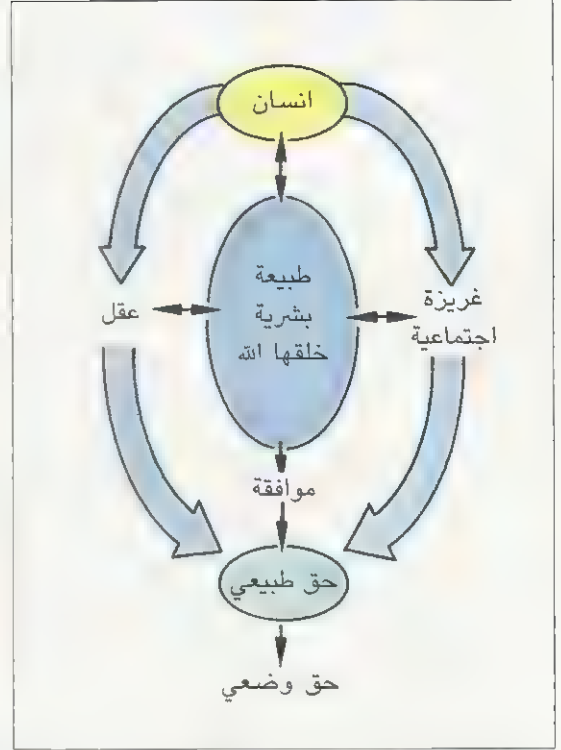 انسان
طبيعة
بشرية
خلقها الله
غريزة
اجتماعية
عقل
موافقة
حق طبيعي
حق وضعي